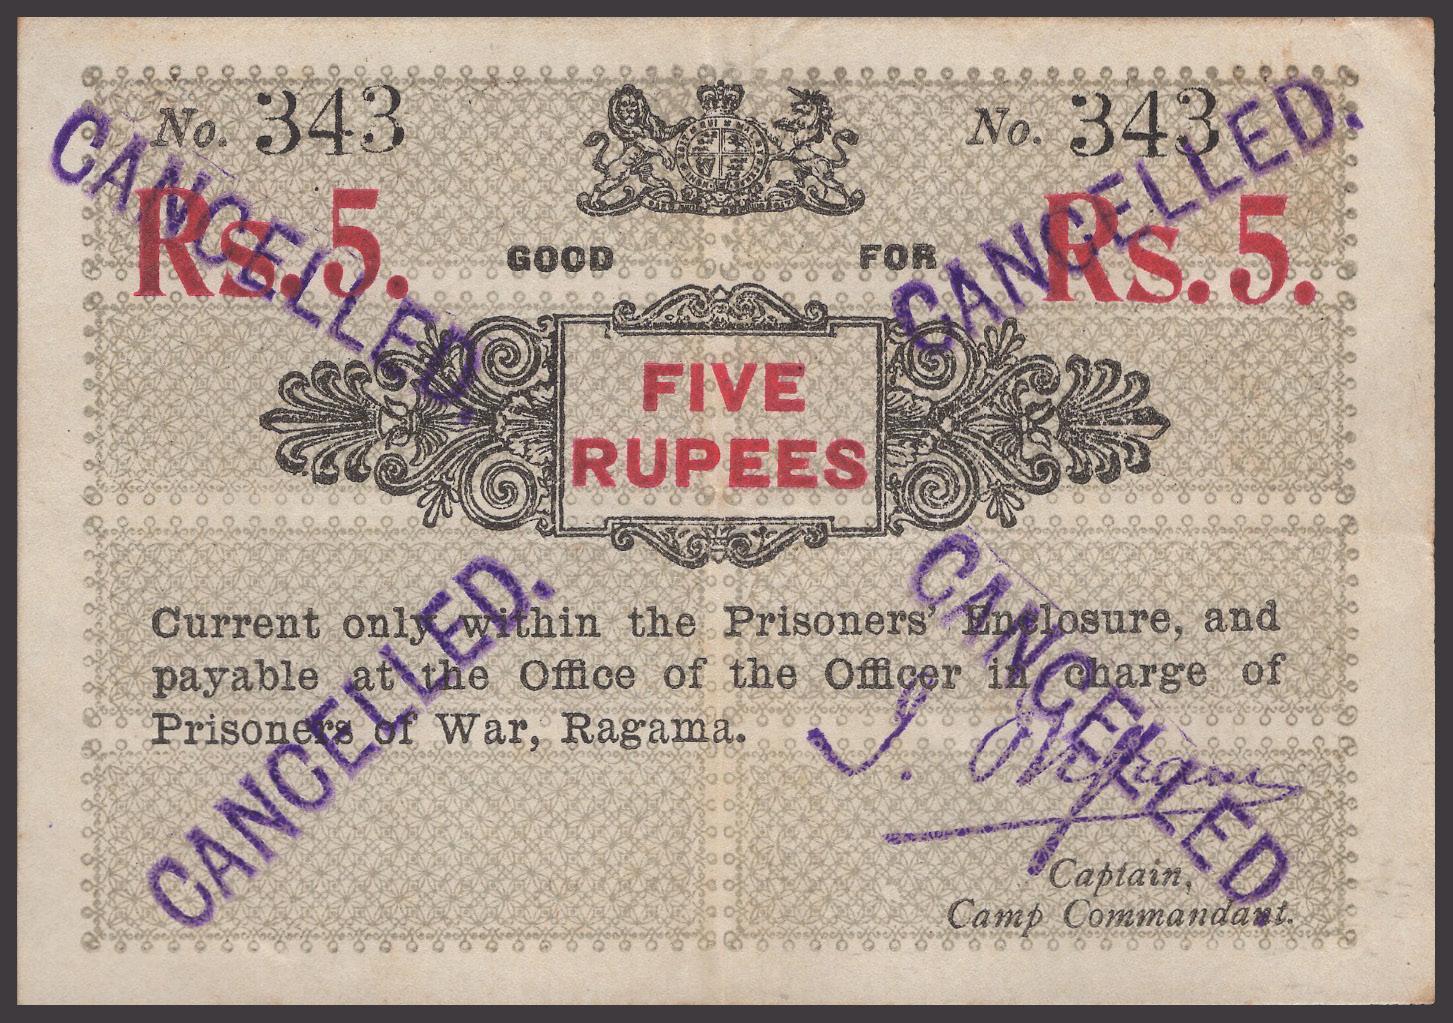 No. 343
No. 343
CANCELLED.
CANCELLED.
Rs. 5.
Rs. 5.
GOOD FOR
FIVE
RUPEES
CANCELLED.
CANCELLED
Current only within the Prisoners' Enclosure, and
payable at the Office of the Officer in charge of
Prisoners of War, Ragama.
Captain,
Camp Commandant.